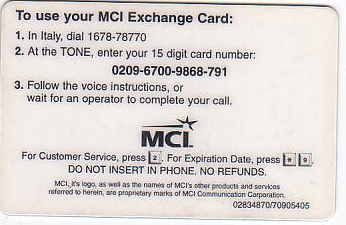 To use your MCI Exchange Card:
1. In Italy, dial 1678-78770
2. At the TONE, enter your 15 digit card number:
0209-6700-9868-791
3. Follow the voice instructions, or
wait for an operator to complete your call.
MCI
For Customer Service, press 2. For Expiration Date, press * 9.
DO NOT INSERT IN PHONE. NO REFUNDS.
MCI, it's logo, as well as the names of MCI's other products and services
referred to herein, are proprietary marks of MCI Communication Corporation.
02834870/70905405